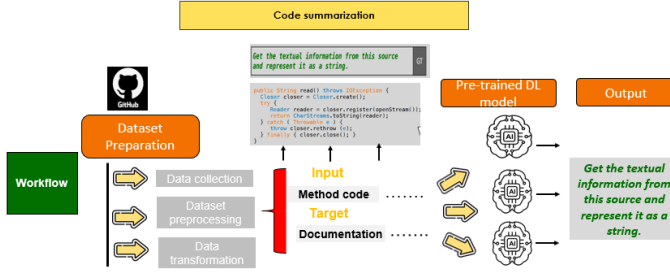 Code summarization
Get the textual information from this source
and represent it as a string.
GT
GitHub
public String read() throws IOException {
Closer closer = Closer.create();
try {
Reader reader = closer.register(openStream());
return CharStreams.toString(reader);
} catch ( Throwable e ) {
throw closer.rethrow (e);
} finally { closer.close(); }
}
Pre-trained DL
model
Output
Dataset
Preparation
Workflow
Data collection
Dataset
preprocessing
Data
transformation
Input
Method code ........
Target
Documentation ......
AI
AI
AI
Get the textual
information from
this source and
represent it as a
string.